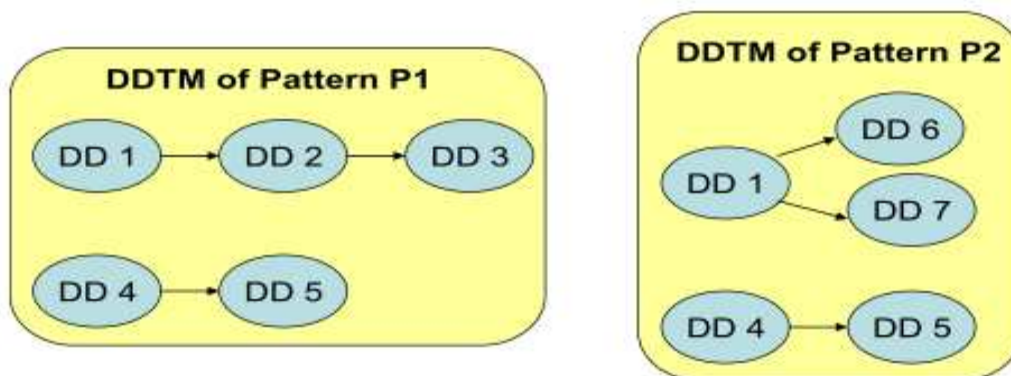 DDTM of Pattern P1
DD 1
DD 2
DD 3
DD 4
DD 5
DDTM of Pattern P2
DD 6
DD 1
DD 7
DD 4
DD 5